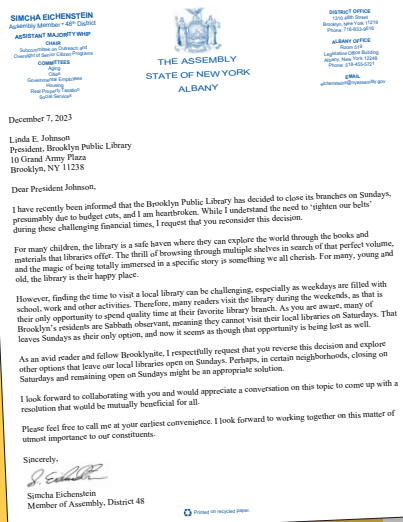 SIMCHA EICHENSTEIN
Assembly Member • 48th District
ASSISTANT MAJORITY WHIP
CHAIR
Subcommittee on Outreach and
Oversight of Senior Citizen Programs
COMMITTEES
Aging
Cities
Governmental Employees
Housing
Real Property Taxation
Social Services
THE ASSEMBLY
STATE OF NEW YORK
ALBANY
DISTRICT OFFICE
1310 48th Street
Brooklyn, New York 11219
Phone: 718-853-9616
ALBANY OFFICE
Room 519
Legislative Office Building
Albany, New York 12248
Phone: 518-455-5721
EMAIL
eichensteins@nyassembly.gov
December 7, 2023
Linda E. Johnson
President, Brooklyn Public Library
10 Grand Army Plaza
Brooklyn, NY 11238
Dear President Johnson,
I have recently been informed that the Brooklyn Public Library has decided to close its branches on Sundays,
presumably due to budget cuts, and I am heartbroken. While I understand the need to 'tighten our belts'
during these challenging financial times, I request that you reconsider this decision.
For many children, the library is a safe haven where they can explore the world through the books and
materials that libraries offer. The thrill of browsing through multiple shelves in search of that perfect volume,
and the magic of being totally immersed in a specific story is something we all cherish. For many, young and
old, the library is their happy place.
However, finding the time to visit a local library can be challenging, especially as weekdays are filled with
school, work and other activities. Therefore, many readers visit the library during the weekends, as that is
their only opportunity to spend quality time at their favorite library branch. As you are aware, many of
Brooklyn's residents are Sabbath observant, meaning they cannot visit their local libraries on Saturdays. That
leaves Sundays as their only option, and now it seems as though that opportunity is being lost as well.
As an avid reader and fellow Brooklynite, I respectfully request that you reverse this decision and explore
other options that leave our local libraries open on Sundays. Perhaps, in certain neighborhoods, closing on
Saturdays and remaining open on Sundays might be an appropriate solution.
I look forward to collaborating with you and would appreciate a conversation on this topic to come up with a
resolution that would be mutually beneficial for all.
Please feel free to call me at your earliest convenience. I look forward to working together on this matter of
utmost importance to our constituents.
Sincerely,
Simcha Eichenstein
Member of Assembly, District 48
Printed on recycled paper.